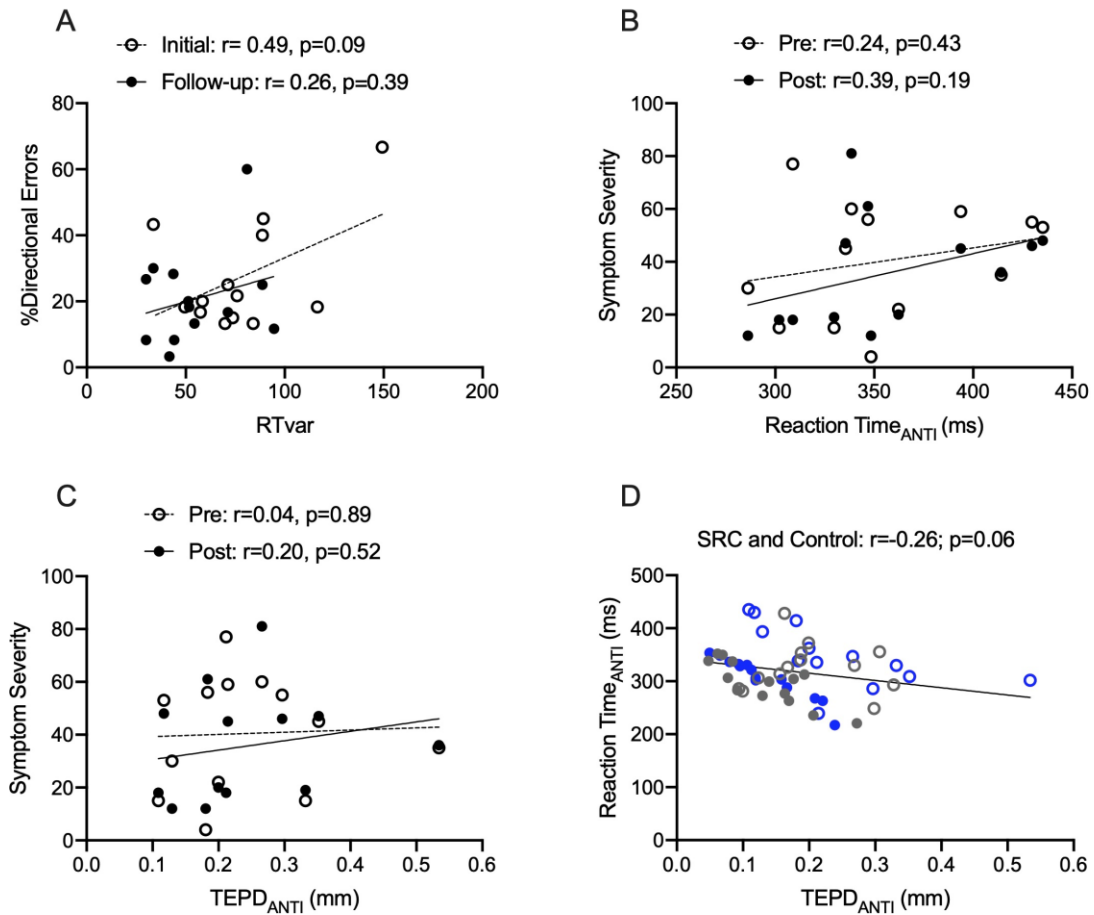 A
Initial: r= 0.49, p=0.09
Follow-up: r= 0.26, p=0.39
80
60
40
20
0
%Directional Errors
0 50 100 150 200
RTvar
B
Pre: r=0.24, p=0.43
Post: r=0.39, p=0.19
100
80
60
40
20
0
Symptom Severity
250 300 350 400 450
Reaction TimeANTI (ms)
C
Pre: r=0.04, p=0.89
Post: r=0.20, p=0.52
100
80
60
40
20
0
Symptom Severity
0.0 0.1 0.2 0.3 0.4 0.5 0.6
TEPDANTI (mm)
D
SRC and Control: r=-0.26; p=0.06
500
400
300
200
100
0
Reaction TimeANTI (ms)
0.0 0.1 0.2 0.3 0.4 0.5 0.6
TEPDANTI (mm)